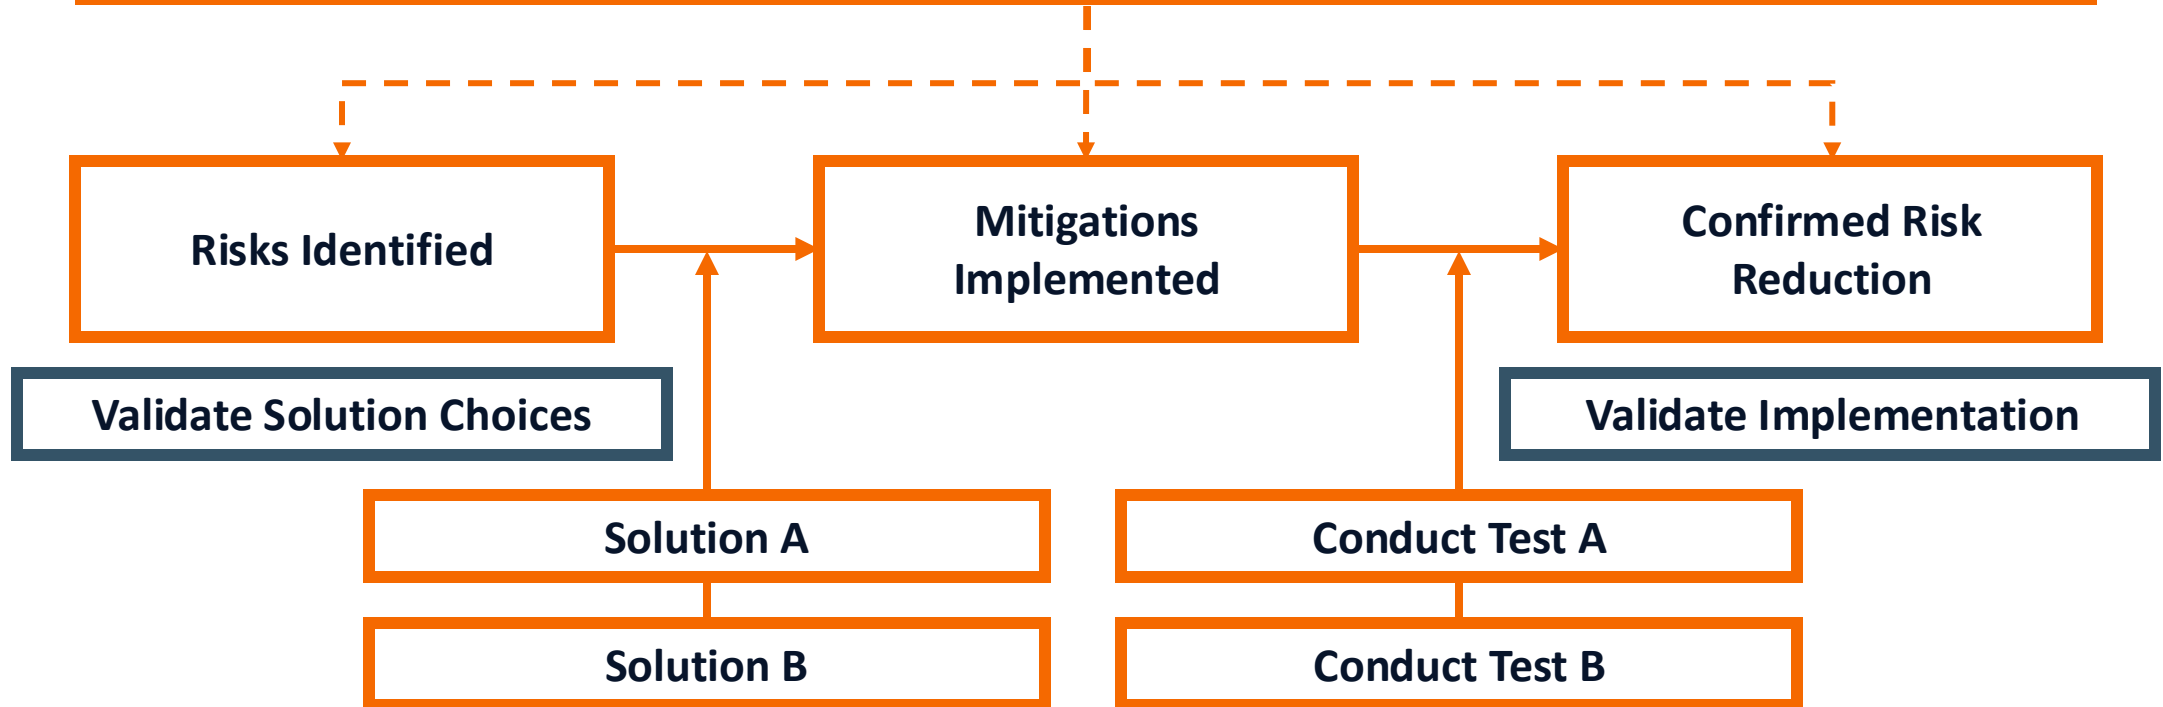 Risks Identified
Mitigations
Implemented
Confirmed Risk
Reduction
Validate Solution Choices
Validate Implementation
Solution A
Conduct Test A
Solution B
Conduct Test B